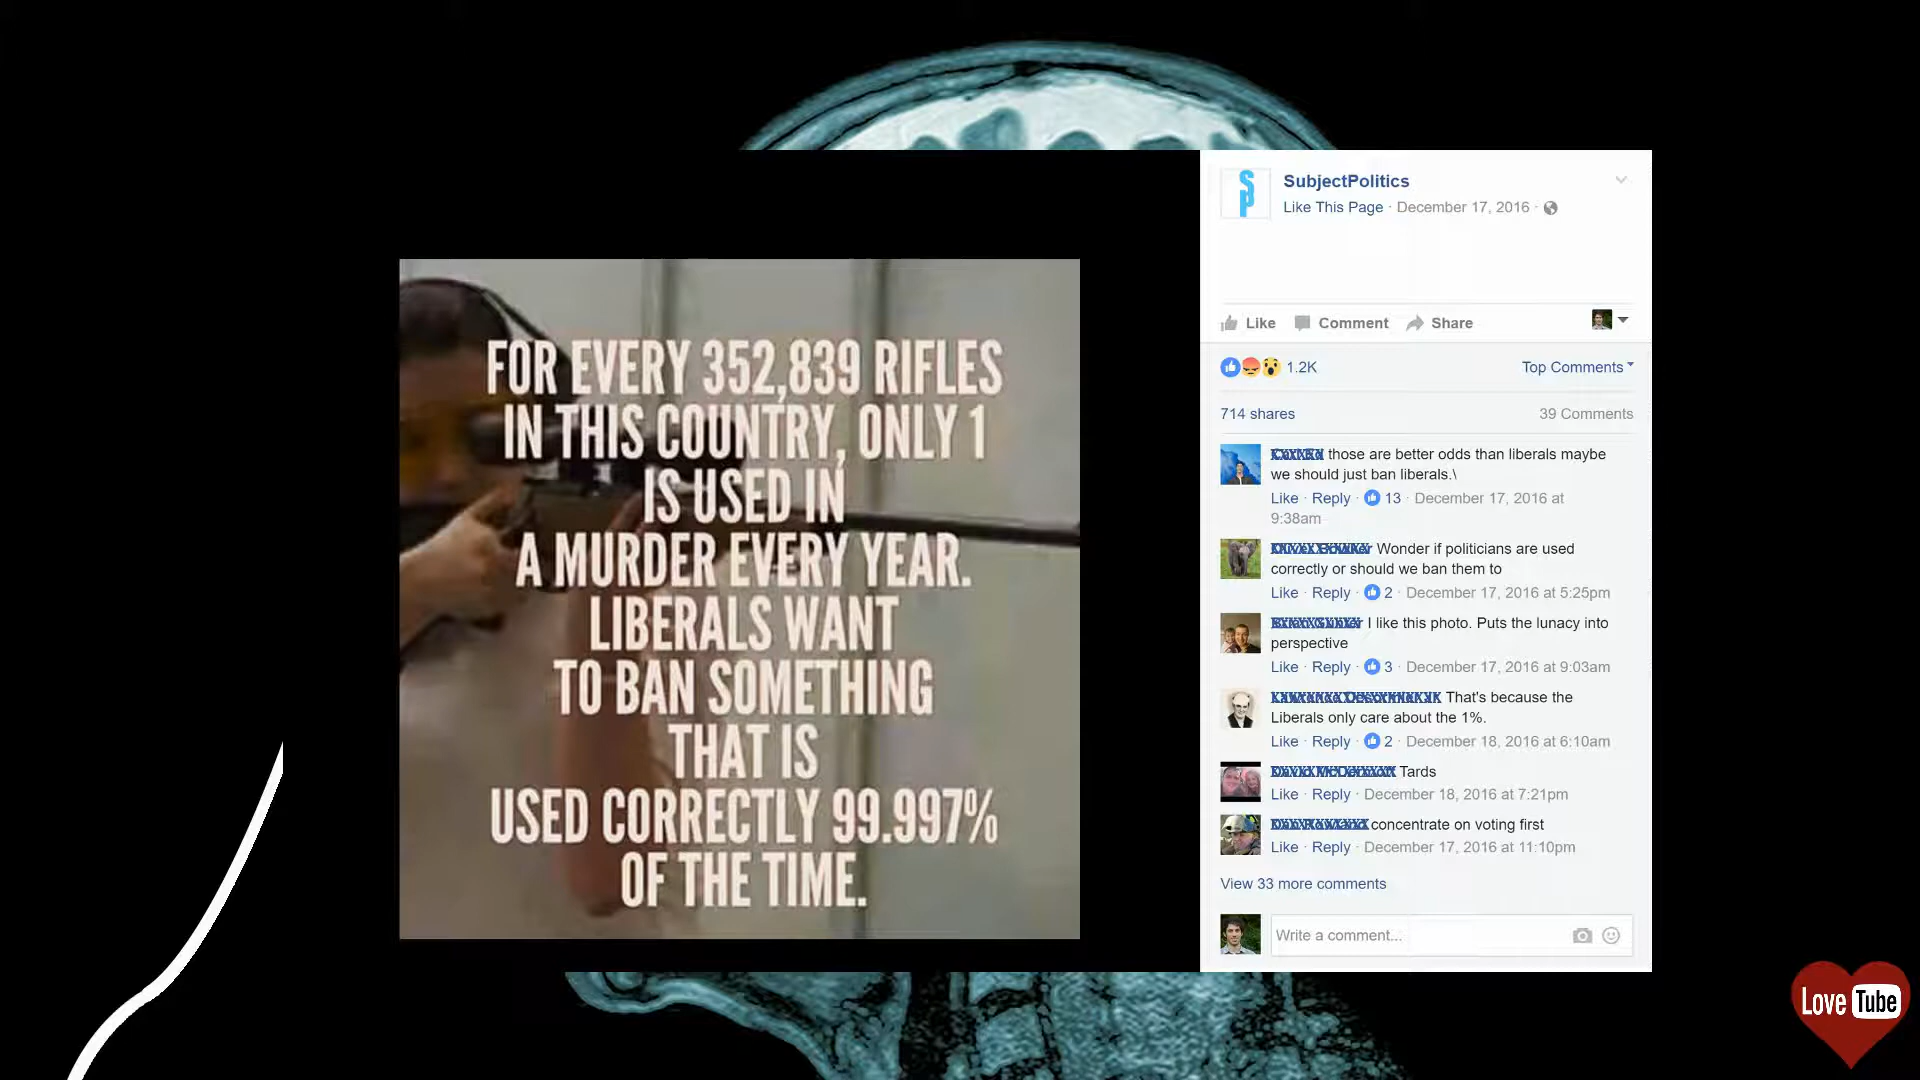 FOR EVERY 352,839 RIFLES
IN THIS COUNTRY, ONLY 1
IS USED IN
A MURDER EVERY YEAR.
LIBERALS WANT
TO BAN SOMETHING
THAT IS
USED CORRECTLY 99.997%
OF THE TIME.
SubjectPolitics
Like This Page · December 17, 2016 ·
Like Comment Share
1.2K Top Comments
714 shares 39 Comments
those are better odds than liberals maybe
we should just ban liberals.\
Like · Reply · 13 · December 17, 2016 at
9:38am
Wonder if politicians are used
correctly or should we ban them to
Like · Reply · 2 · December 17, 2016 at 5:25pm
I like this photo. Puts the lunacy into
perspective
Like · Reply · 3 · December 17, 2016 at 9:03am
That's because the
Liberals only care about the 1%.
Like · Reply · 2 · December 18, 2016 at 6:10am
Tards
Like · Reply · December 18, 2016 at 7:21pm
concentrate on voting first
Like · Reply · December 17, 2016 at 11:10pm
View 33 more comments
Write a comment...
Love Tube